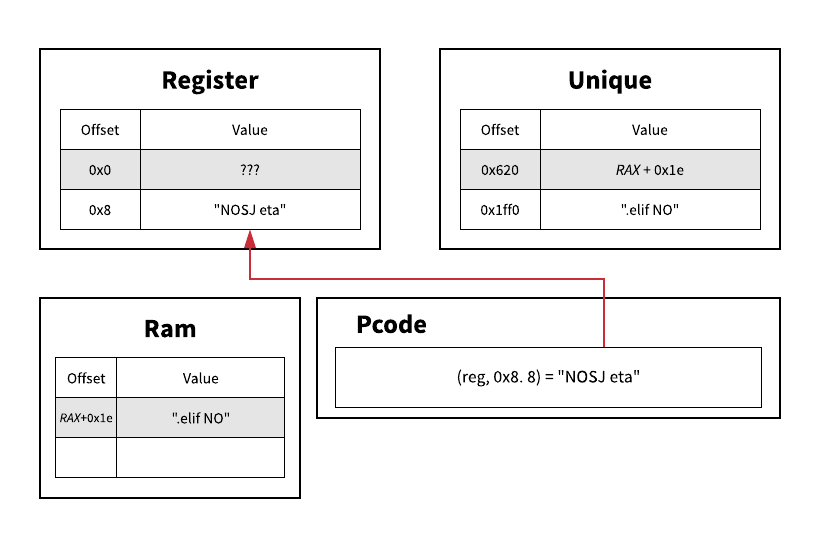 Register
Offset Value
0x0 ???
0x8 "NOSJ eta"
Unique
Offset Value
0x620 RAX + 0x1e
0x1ff0 ".elif NO"
Ram
Offset Value
RAX+0x1e ".elif NO"
Pcode
(reg, 0x8. 8) = "NOSJ eta"